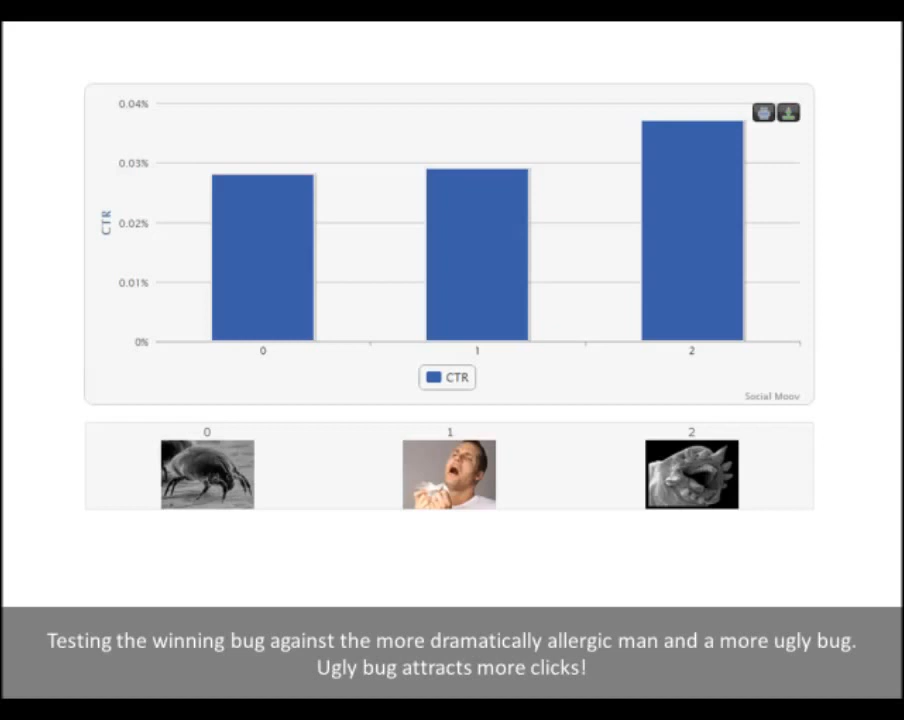 0.04%
0.03%
0.02%
0.01%
0%
CTR
0 1 2
CTR
Social Moov
0 1 2
Testing the winning bug against the more dramatically allergic man and a more ugly bug.
Ugly bug attracts more clicks!